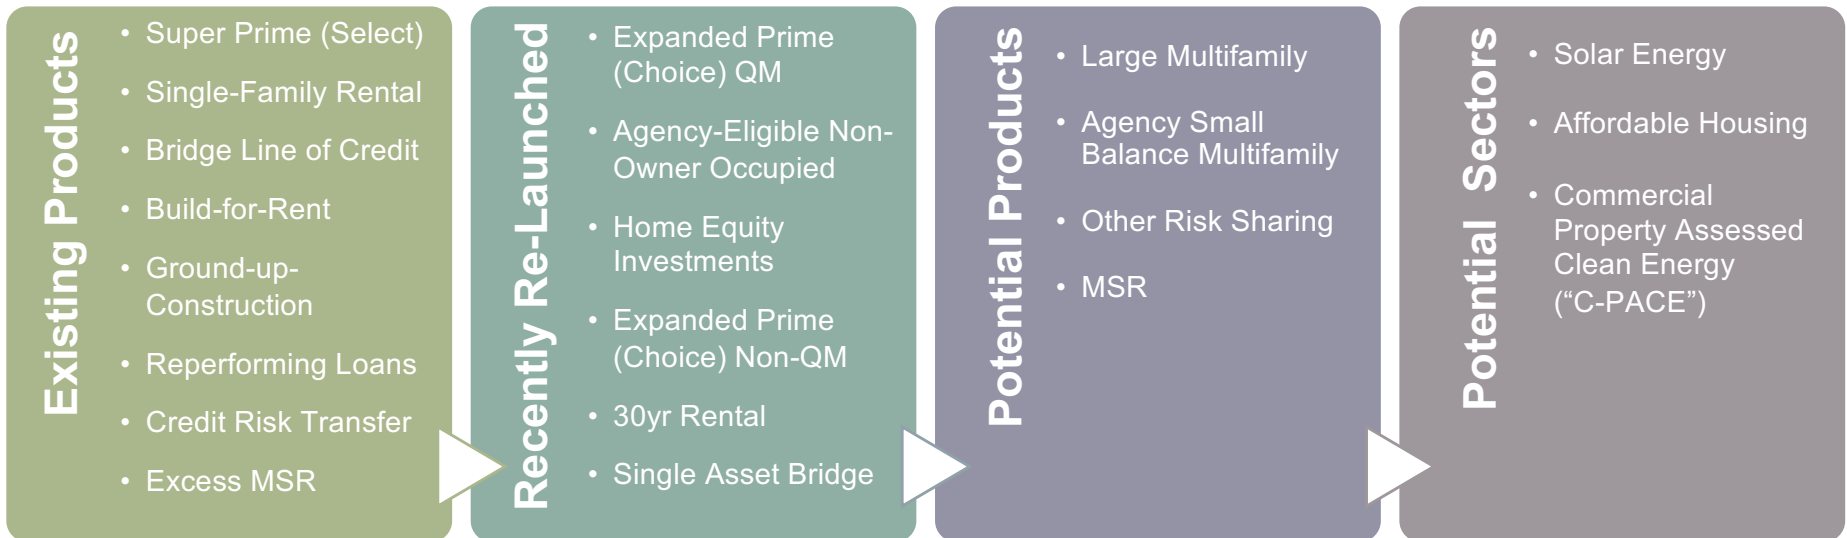 Existing Products
• Super Prime (Select)
• Single-Family Rental
• Bridge Line of Credit
• Build-for-Rent
• Ground-up-
Construction
• Reperforming Loans
• Credit Risk Transfer
• Excess MSR
Recently Re-Launched
• Expanded Prime
(Choice) QM
• Agency-Eligible Non-
Owner Occupied
• Home Equity
Investments
• Expanded Prime
(Choice) Non-QM
• 30yr Rental
• Single Asset Bridge
Potential Products
• Large Multifamily
• Agency Small
Balance Multifamily
• Other Risk Sharing
• MSR
Potential Sectors
• Solar Energy
• Affordable Housing
• Commercial
Property Assessed
Clean Energy
(“C-PACE”)